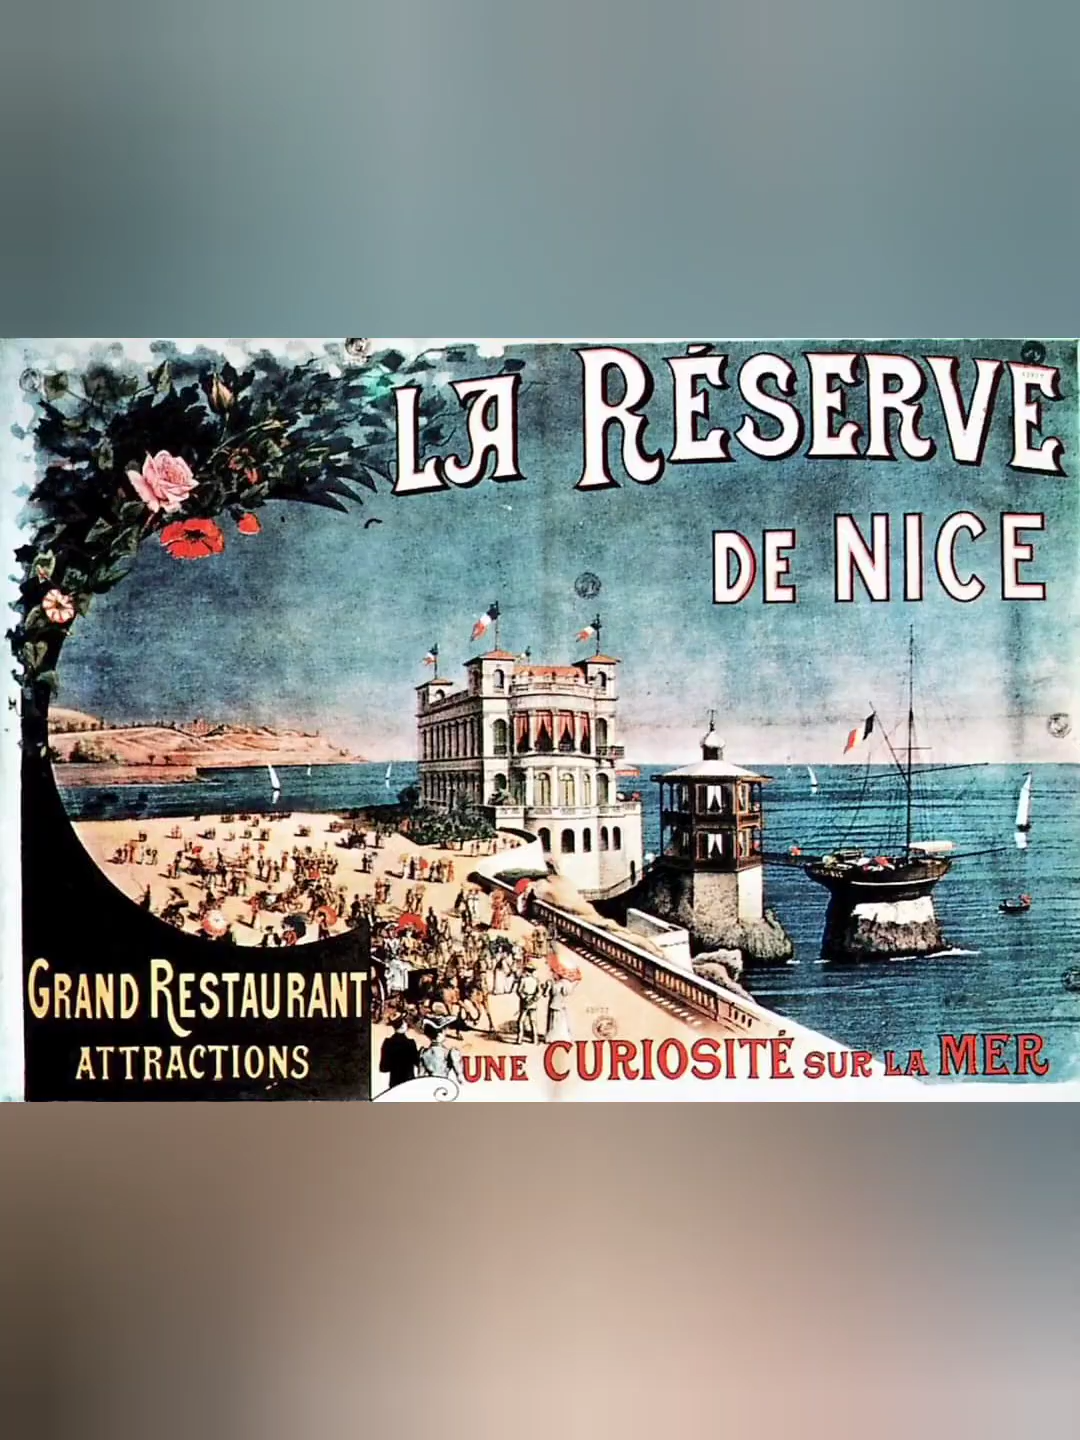 LA RÉSERVE
DE NICE
GRAND RESTAURANT
ATTRACTIONS
UNE CURIOSITÉ SUR LA MER